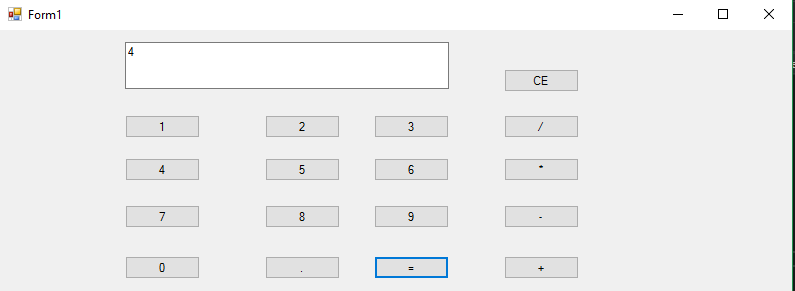 Form1
4
CE
1 2 3 /
4 5 6 *
7 8 9 -
0 . = +